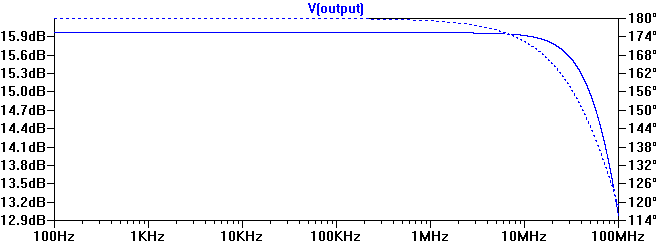 V(output)
15.9dB
15.6dB
15.3dB
15.0dB
14.7dB
14.4dB
14.1dB
13.8dB
13.5dB
13.2dB
12.9dB
180°
174°
168°
162°
156°
150°
144°
138°
132°
126°
120°
114°
100Hz
1KHz
10KHz
100KHz
1MHz
10MHz
100MHz